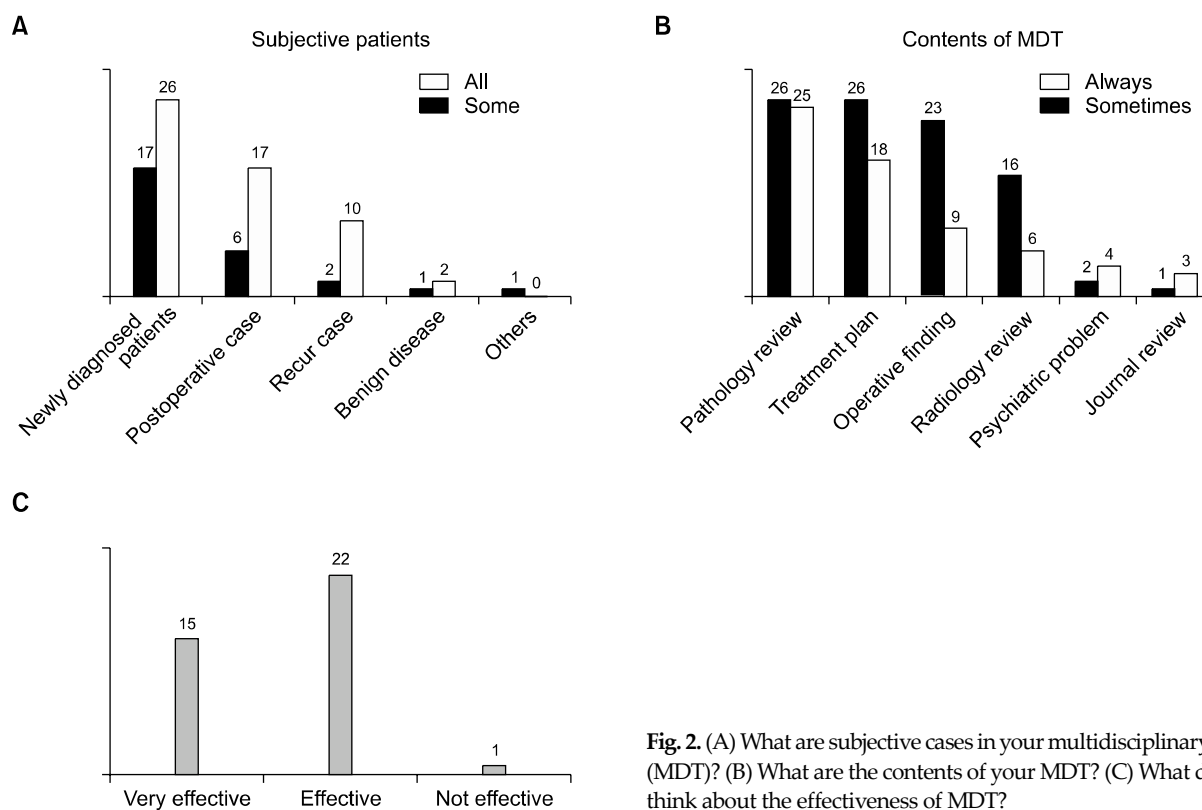 A
Subjective patients
All
Some
26
17
17
10
6
2
1
2
1
0
Newly diagnosed
patients
Postoperative case
Recur case
Benign disease
Others
B
Contents of MDT
Always
Sometimes
26
25
26
18
23
9
16
6
2
4
1
3
Pathology review
Treatment plan
Operative finding
Radiology review
Psychiatric problem
Journal review
C
15
22
1
Very effective
Effective
Not effective
Fig. 2. (A) What are subjective cases in your multidisciplinary
(MDT)? (B) What are the contents of your MDT? (C) What
think about the effectiveness of MDT?